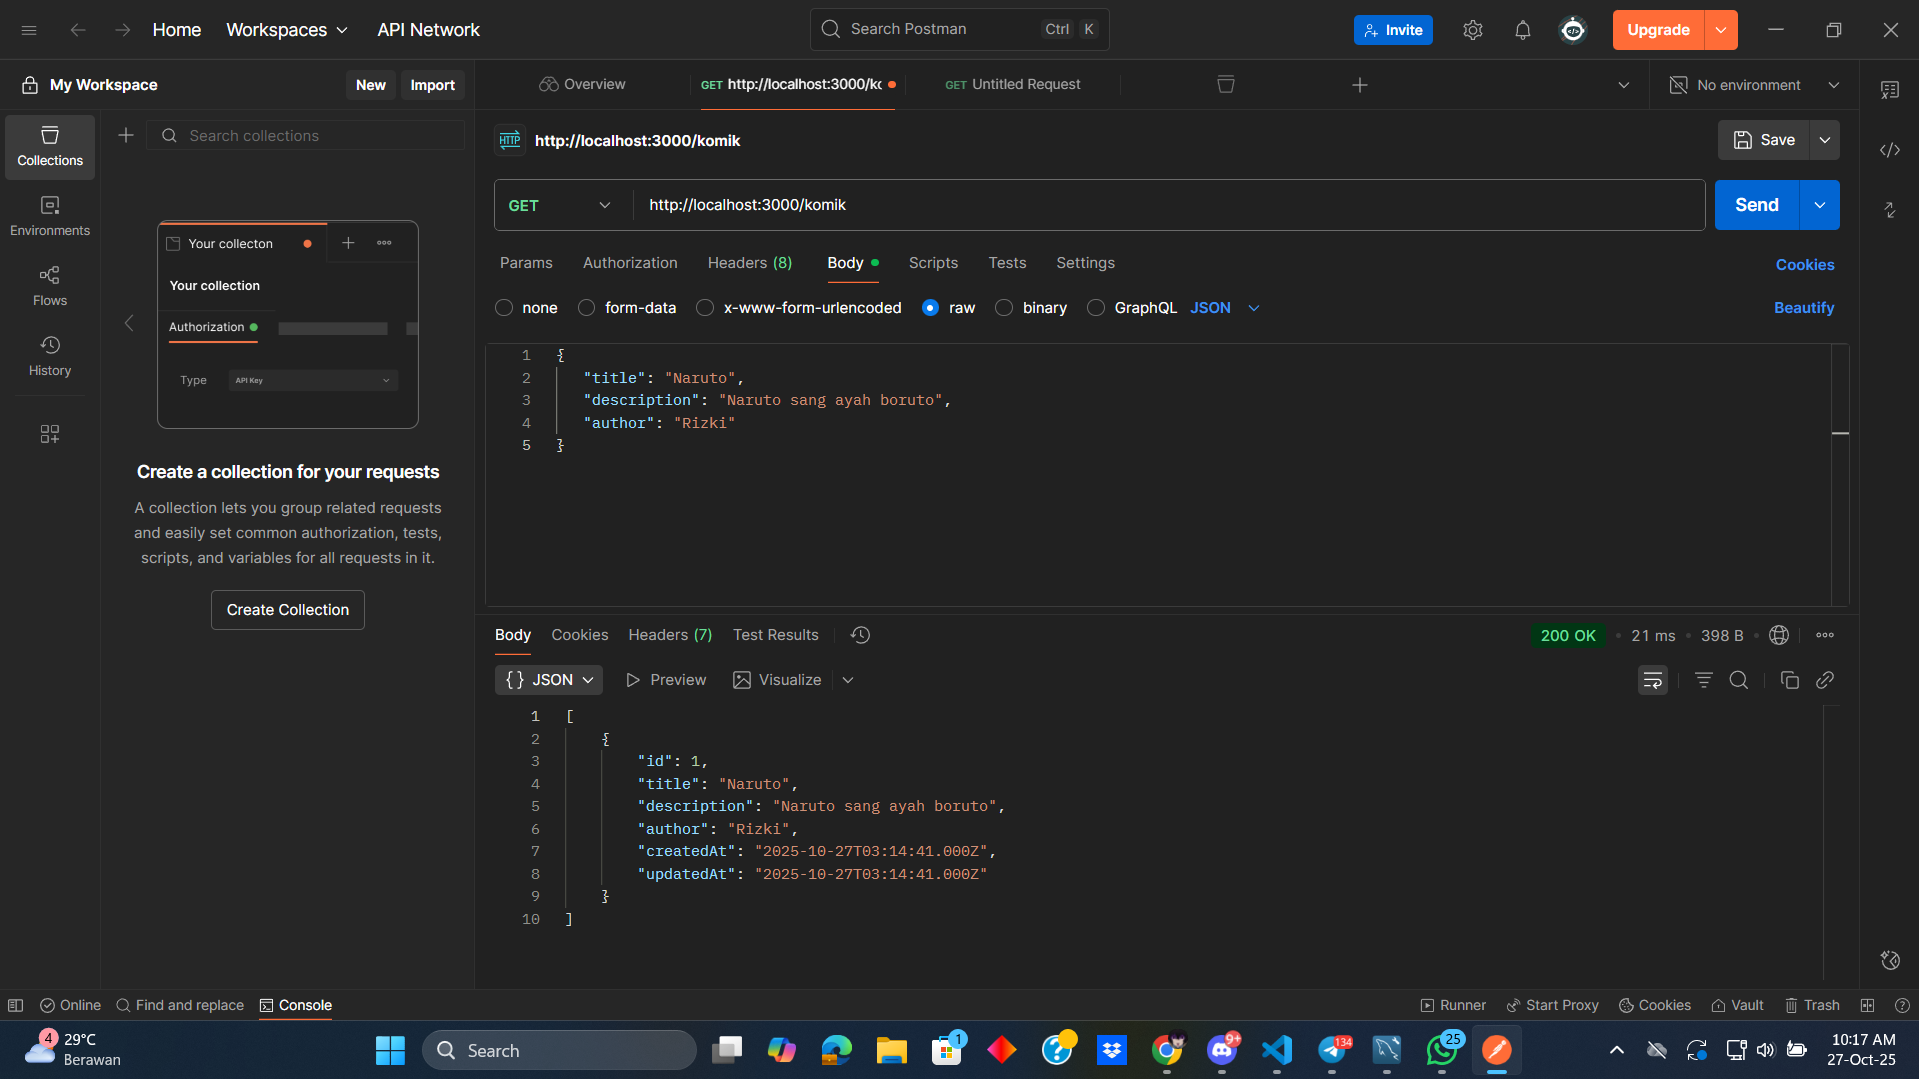 Home
Workspaces
API Network
Search Postman
Ctrl K
Invite
Upgrade
My Workspace
New
Import
Overview
GET http://localhost:3000/kc
GET Untitled Request
No environment
Collections
Environments
Flows
History
Search collections
Your collecton
Your collection
Authorization
Type
API Key
Create a collection for your requests
A collection lets you group related requests
and easily set common authorization, tests,
scripts, and variables for all requests in it.
Create Collection
HTTP
http://localhost:3000/komik
Save
GET
http://localhost:3000/komik
Send
Params
Authorization
Headers (8)
Body
Scripts
Tests
Settings
Cookies
none
form-data
x-www-form-urlencoded
raw
binary
GraphQL
JSON
Beautify
1 {
2 "title": "Naruto",
3 "description": "Naruto sang ayah boruto",
4 "author": "Rizki"
5 }
Body
Cookies
Headers (7)
Test Results
200 OK
21 ms
398 B
{} JSON
Preview
Visualize
1 [
2 {
3 "id": 1,
4 "title": "Naruto",
5 "description": "Naruto sang ayah boruto",
6 "author": "Rizki",
7 "createdAt": "2025-10-27T03:14:41.000Z",
8 "updatedAt": "2025-10-27T03:14:41.000Z"
9 }
10 ]
Online
Find and replace
Console
Runner
Start Proxy
Cookies
Vault
Trash
4
29°C
Berawan
Search
1
9+
134
25
10:17 AM
27-Oct-25